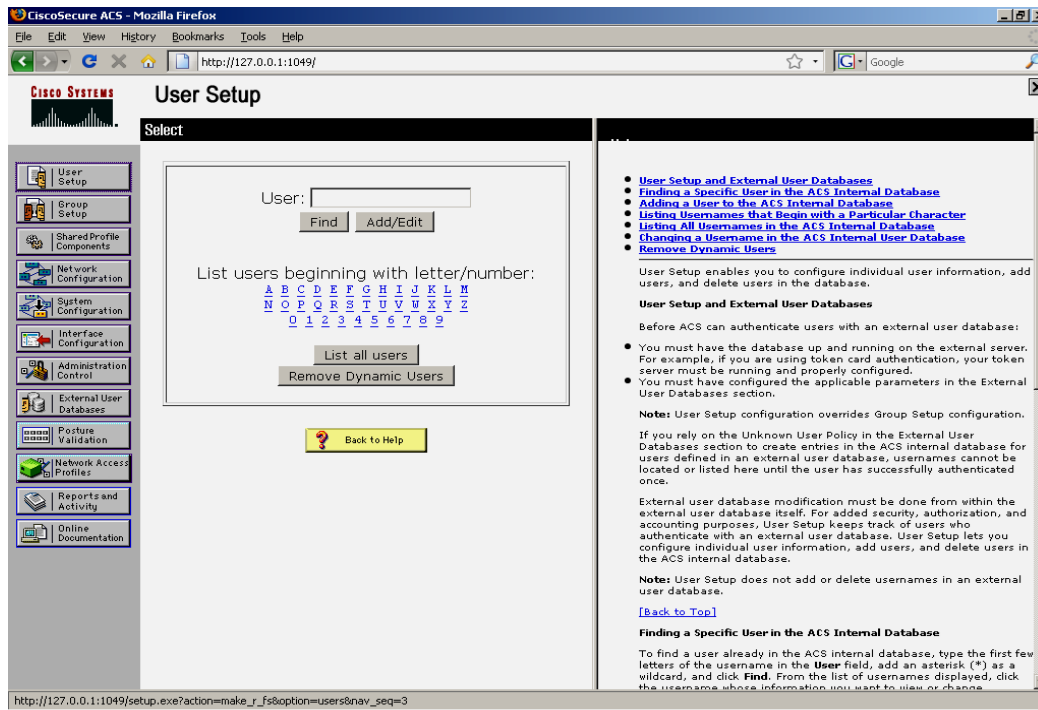 CiscoSecure ACS - Mozilla Firefox
File Edit View History Bookmarks Tools Help
http://127.0.0.1:1049/
G Google
CISCO SYSTEMS
User Setup
Select
User Setup
Group Setup
Shared Profile Components
Network Configuration
System Configuration
Interface Configuration
Administration Control
External User Databases
Posture Validation
Network Access Profiles
Reports and Activity
Online Documentation
User:
Find Add/Edit
List users beginning with letter/number:
A B C D E F G H I J K L M
N O P Q R S T U V W X Y Z
0 1 2 3 4 5 6 7 8 9
List all users
Remove Dynamic Users
? Back to Help
User Setup and External User Databases
Finding a Specific User in the ACS Internal Database
Adding a User to the ACS Internal Database
Listing Usernames that Begin with a Particular Character
Listing All Usernames in the ACS Internal Database
Changing a Username in the ACS Internal User Database
Remove Dynamic Users
User Setup enables you to configure individual user information, add
users, and delete users in the database.
User Setup and External User Databases
Before ACS can authenticate users with an external user database:
You must have the database up and running on the external server.
For example, if you are using token card authentication, your token
server must be running and properly configured.
You must have configured the applicable parameters in the External
User Databases section.
Note: User Setup configuration overrides Group Setup configuration.
If you rely on the Unknown User Policy in the External User
Databases section to create entries in the ACS internal database for
users defined in an external user database, usernames cannot be
located or listed here until the user has successfully authenticated
once.
External user database modification must be done from within the
external user database itself. For added security, authorization, and
accounting purposes, User Setup keeps track of users who
authenticate with an external user database. User Setup lets you
configure individual user information, add users, and delete users in
the ACS internal database.
Note: User Setup does not add or delete usernames in an external
user database.
[Back to Top]
Finding a Specific User in the ACS Internal Database
To find a user already in the ACS internal database, type the first few
letters of the username in the User field, add an asterisk (*) as a
wildcard, and click Find. From the list of usernames displayed, click
the username whose information you want to view or change.
http://127.0.0.1:1049/setup.exe?action=make_r_fs&option=users&nav_seq=3